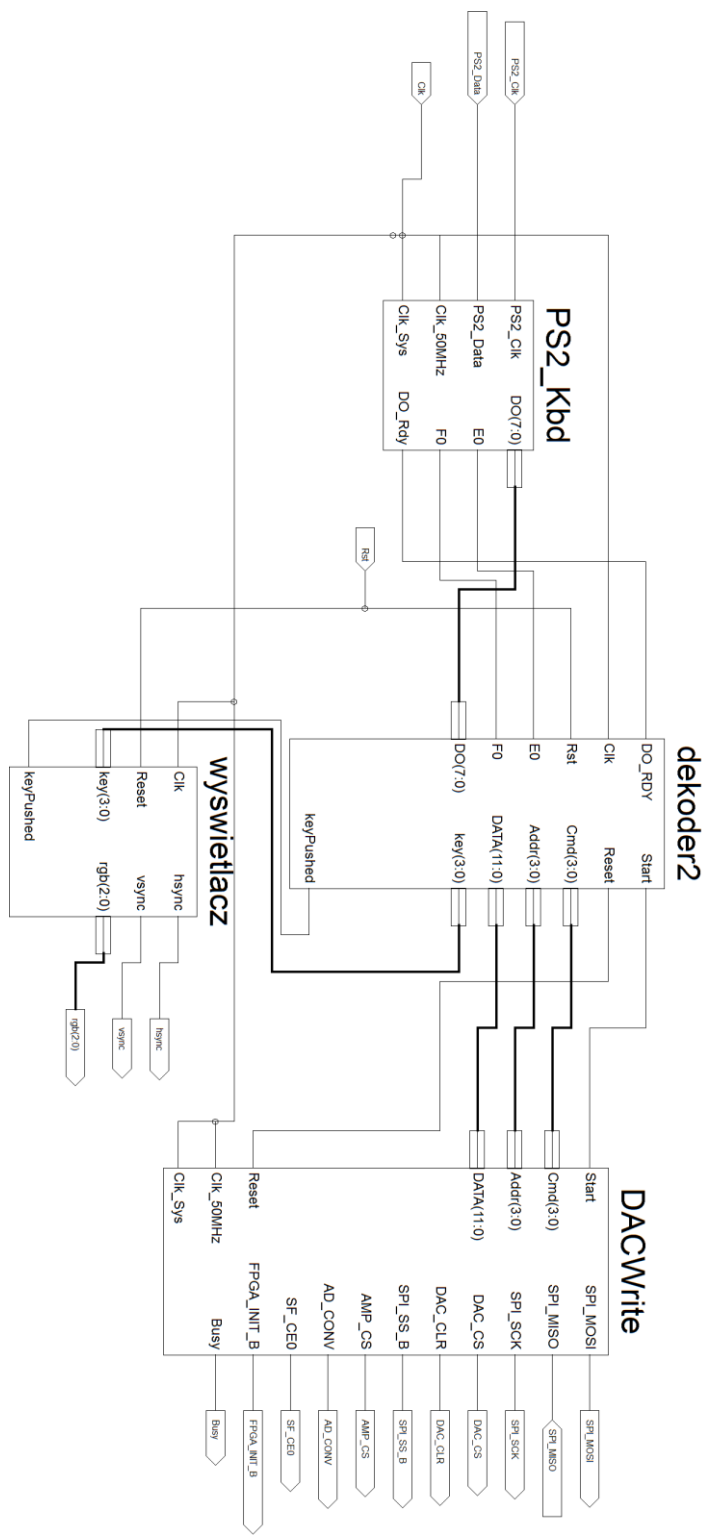 PS2_Clk
PS2_Data
Clk
PS2_Kbd
PS2_Clk
PS2_Data
Clk_50MHz
Clk_Sys
DO(7:0)
E0
F0
DO_Rdy
Rst
dekoder2
DO_RDY
Clk
Rst
E0
F0
DO(7:0)
Start
Reset
Cmd(3:0)
Addr(3:0)
DATA(11:0)
key(3:0)
keyPushed
wyswietlacz
Clk
Reset
key(3:0)
keyPushed
hsync
vsync
rgb(2:0)
hsync
vsync
rgb(2:0)
DACWrite
Start
Cmd(3:0)
Addr(3:0)
DATA(11:0)
Reset
Clk_50MHz
Clk_Sys
SPI_MOSI
SPI_MISO
SPI_SCK
DAC_CS
DAC_CLR
SPI_SS_B
AMP_CS
AD_CONV
SF_CE0
FPGA_INIT_B
Busy
SPI_MOSI
SPI_MISO
SPI_SCK
DAC_CS
DAC_CLR
SPI_SS_B
AMP_CS
AD_CONV
SF_CE0
FPGA_INIT_B
Busy